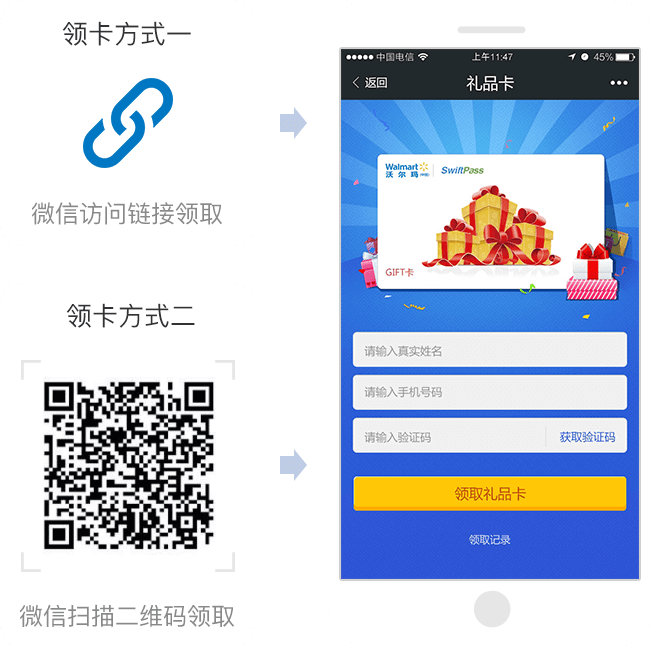 领卡方式一
微信访问链接领取
领卡方式二
微信扫描二维码领取
中国电信
上午11:47
45%
返回
礼品卡
Walmart
沃尔玛
SwiftPass
GIFT卡
请输入真实姓名
请输入手机号码
请输入验证码
获取验证码
领取礼品卡
领取记录